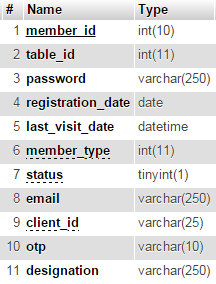 # Name Type
1 member_id int(10)
2 table_id int(11)
3 password varchar(250)
4 registration_date date
5 last_visit_date datetime
6 member_type int(11)
7 status tinyint(1)
8 email varchar(250)
9 client_id varchar(25)
10 otp varchar(10)
11 designation varchar(250)